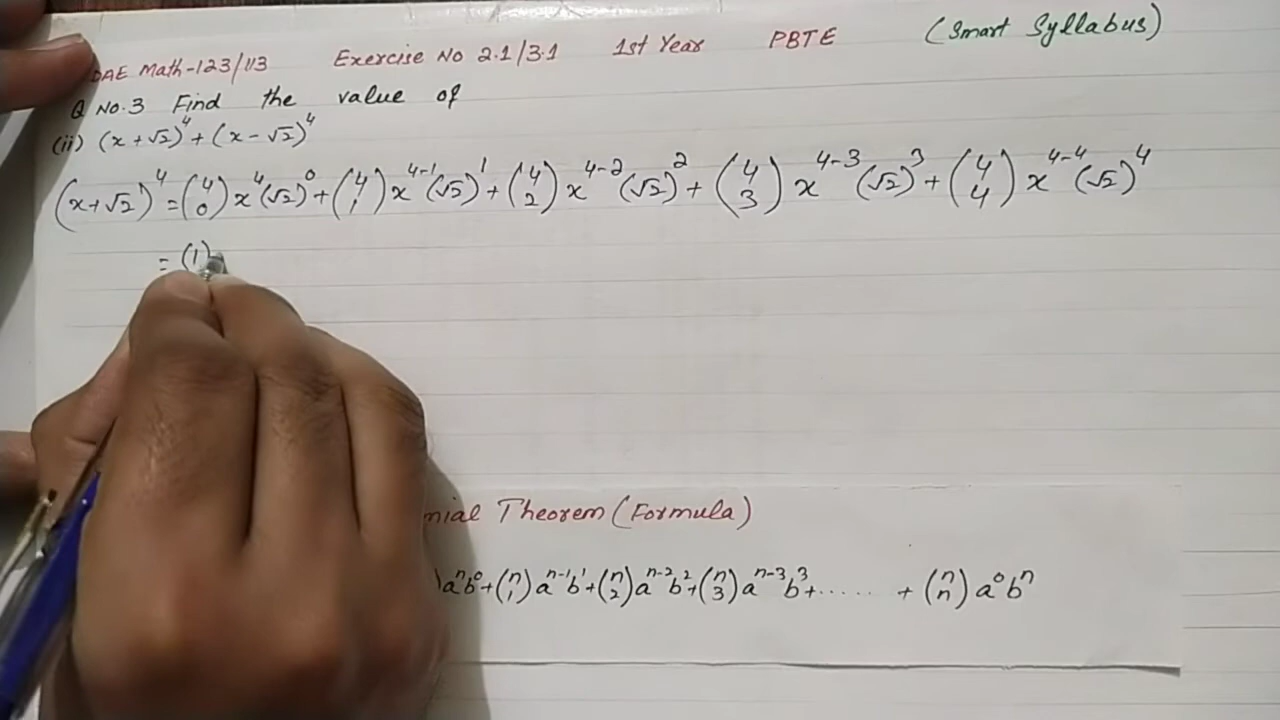 DAE Math-123/113 Exercise No 2.1/3.1 1st Year PBTE (Smart Syllabus)
Q No.3 Find the value of
(ii) (x+√2)⁴ + (x-√2)⁴
(x+√2)⁴ = (4 0) x⁴(√2)⁰ + (4 1) x⁴⁻¹(√2)¹ + (4 2) x⁴⁻²(√2)² + (4 3) x⁴⁻³(√2)³ + (4 4) x⁴⁻⁴(√2)⁴
= (1)
Theorem (Formula)
aⁿb⁰ + (n 1) aⁿ⁻¹b¹ + (n 2) aⁿ⁻²b² + (n 3) aⁿ⁻³b³ + ...... + (n n) a⁰bⁿ